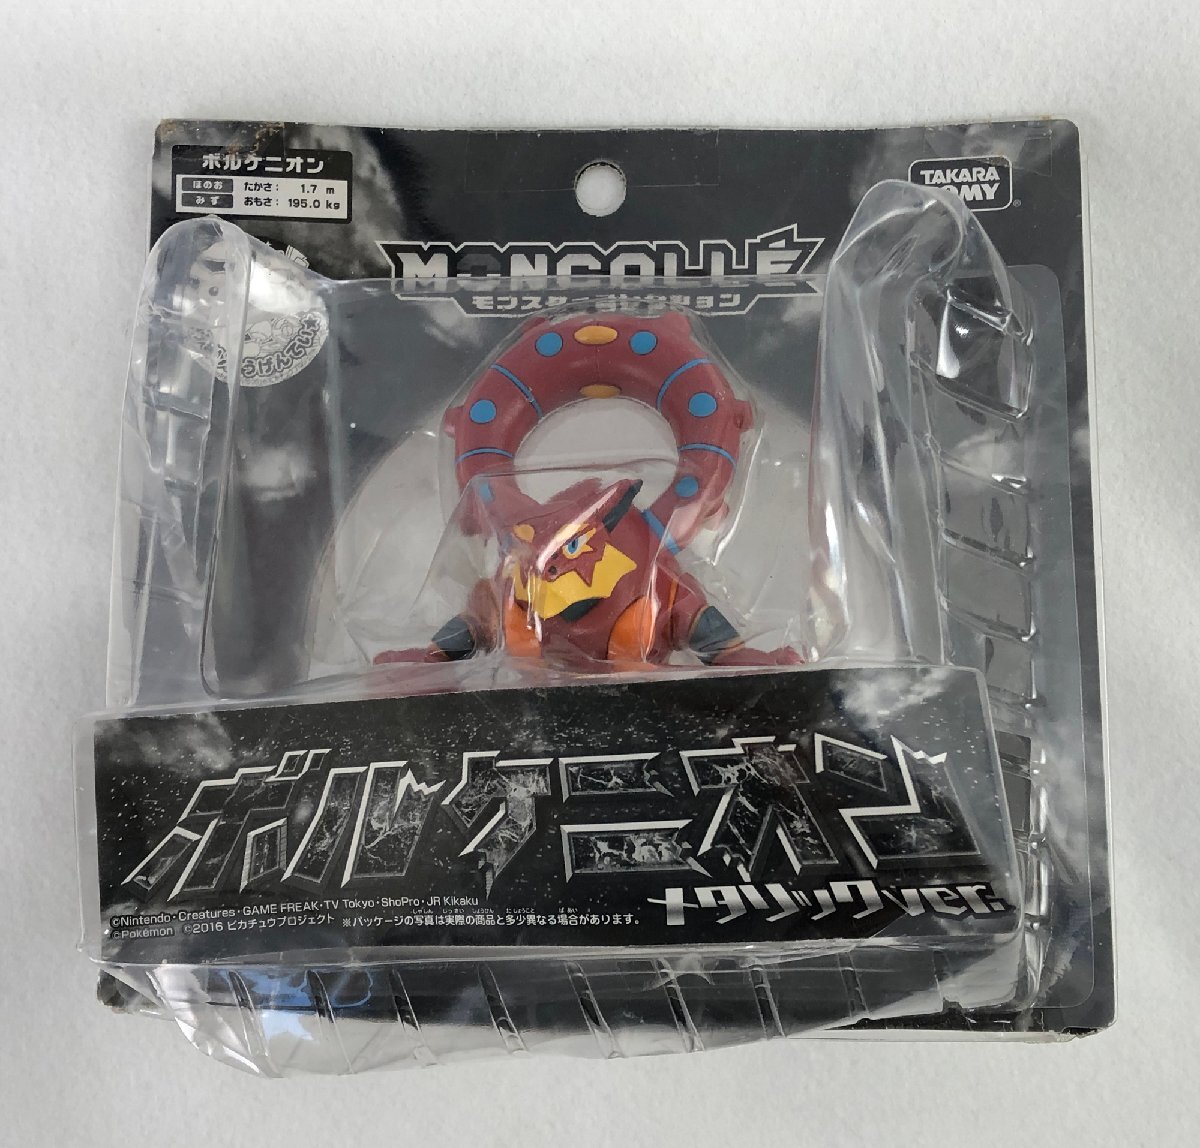 ボルケニオン
ほのお たかさ: 1.7 m
みず おもさ: 195.0 kg
TAKARA
TOMY
®
MONCOLLÉ
モンスターコレクション
げんてい
ボルケニオン
メタリックver.
©Nintendo・Creatures・GAME FREAK・TV Tokyo・ShoPro・JR Kikaku
©Pokémon ©2016 ピカチュウプロジェクト ※パッケージの写真は実際の商品と多少異なる場合があります。